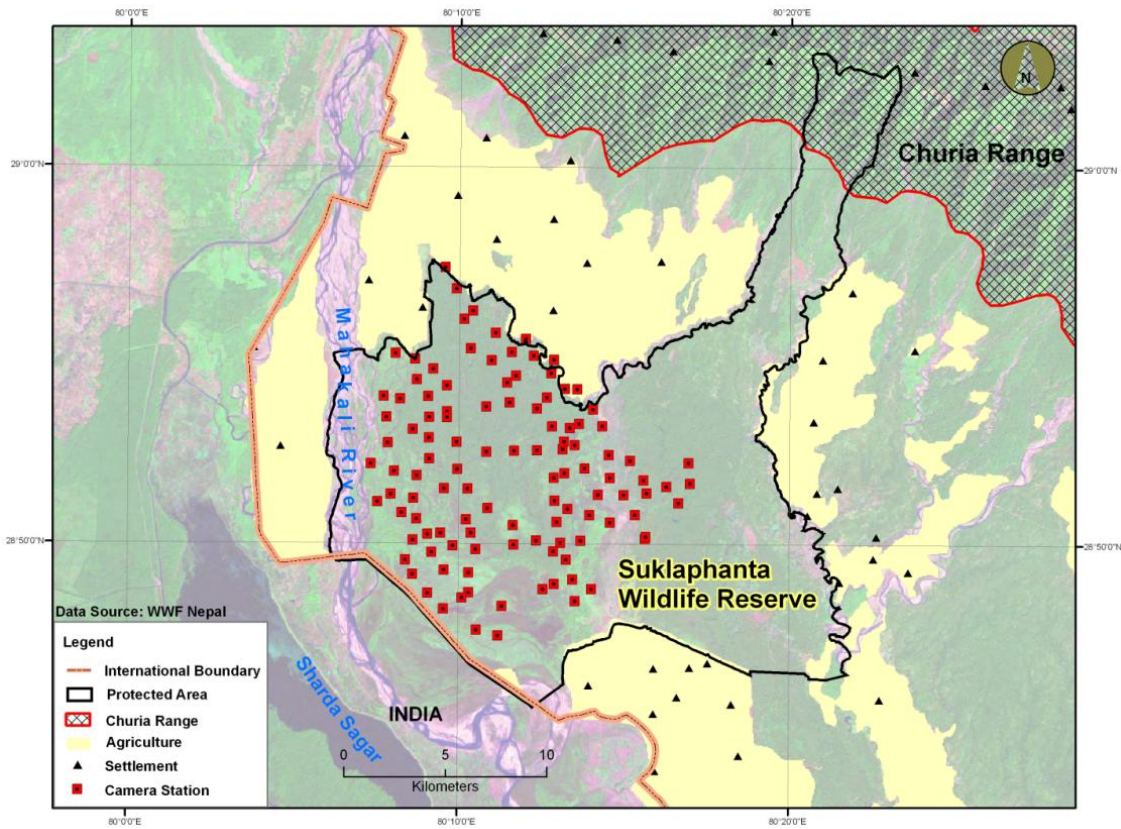 80°0'0"E
80°10'0"E
80°20'0"E
N
Churia Range
29°0'0"N
29°0'0"N
Mahakali River
28°50'0"N
28°50'0"N
Suklaphanta
Wildlife Reserve
Data Source: WWF Nepal
Legend
International Boundary
Protected Area
Churia Range
Agriculture
Settlement
Camera Station
Sharda Sagar
INDIA
0 5 10
Kilometers
80°0'0"E
80°10'0"E
80°20'0"E